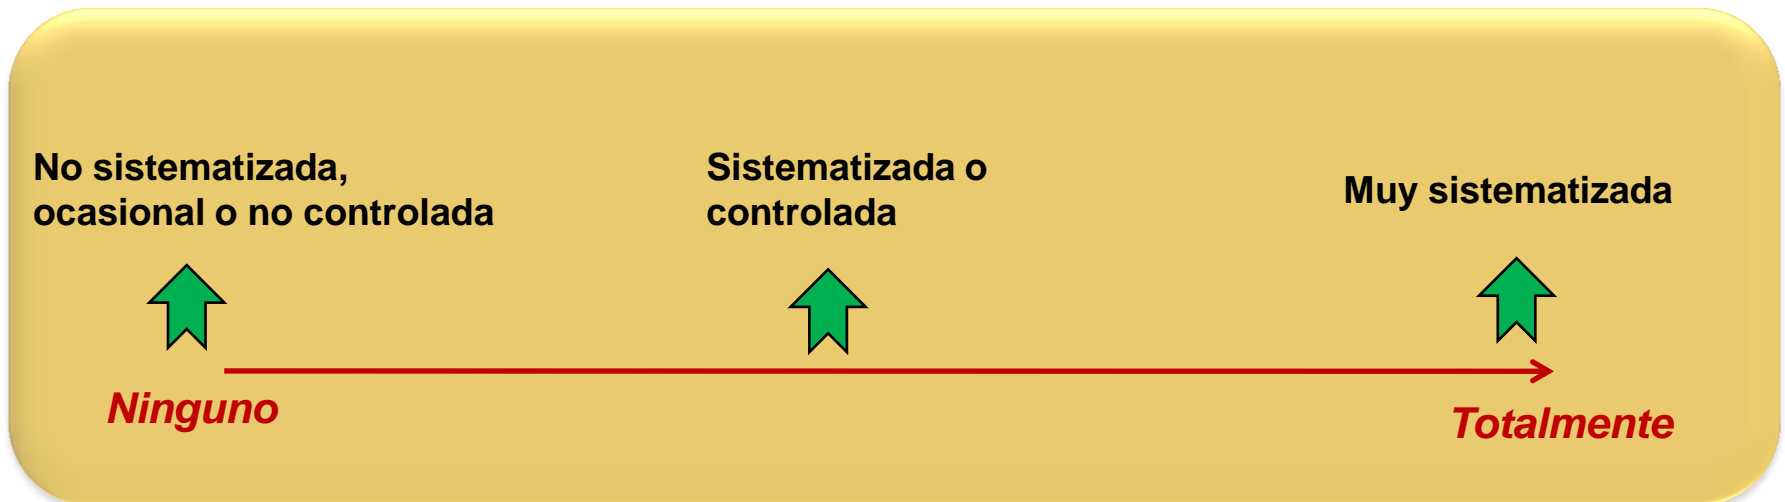 No sistematizada,
ocasional o no controlada
Sistematizada o
controlada
Muy sistematizada
Ninguno
Totalmente